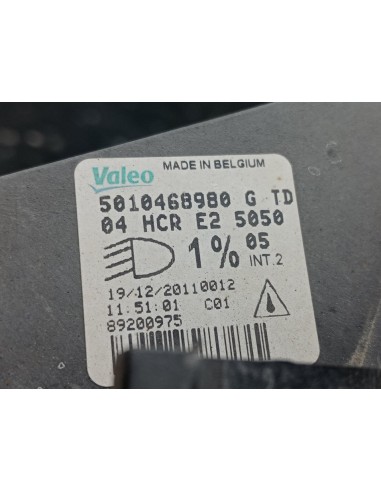 Valeo MADE IN BELGIUM
5010468980 G TD
04 HCR E2 5050
1% 05
INT.2
19/12/20110012
11:51:01 C01
89200975